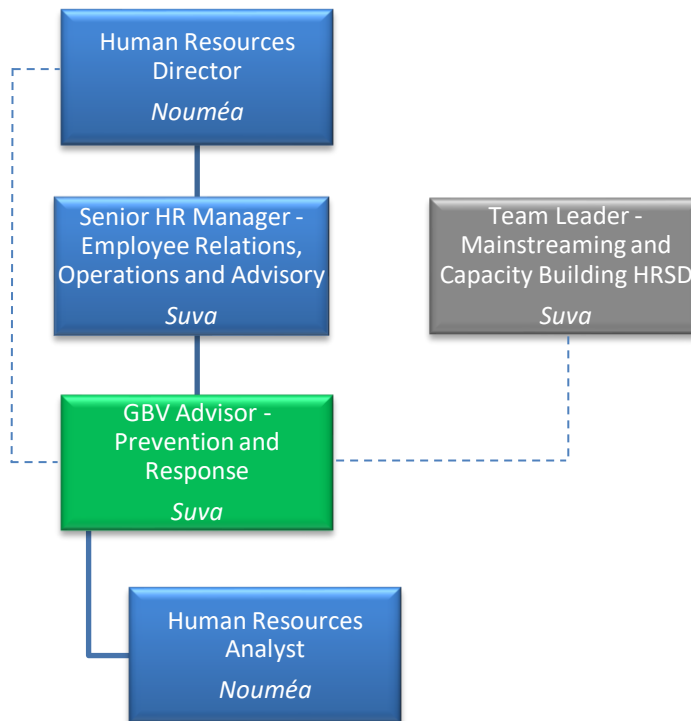 Human Resources
Director
Nouméa
Senior HR Manager -
Employee Relations,
Operations and Advisory
Suva
Team Leader -
Mainstreaming and
Capacity Building HRSD
Suva
GBV Advisor -
Prevention and
Response
Suva
Human Resources
Analyst
Nouméa